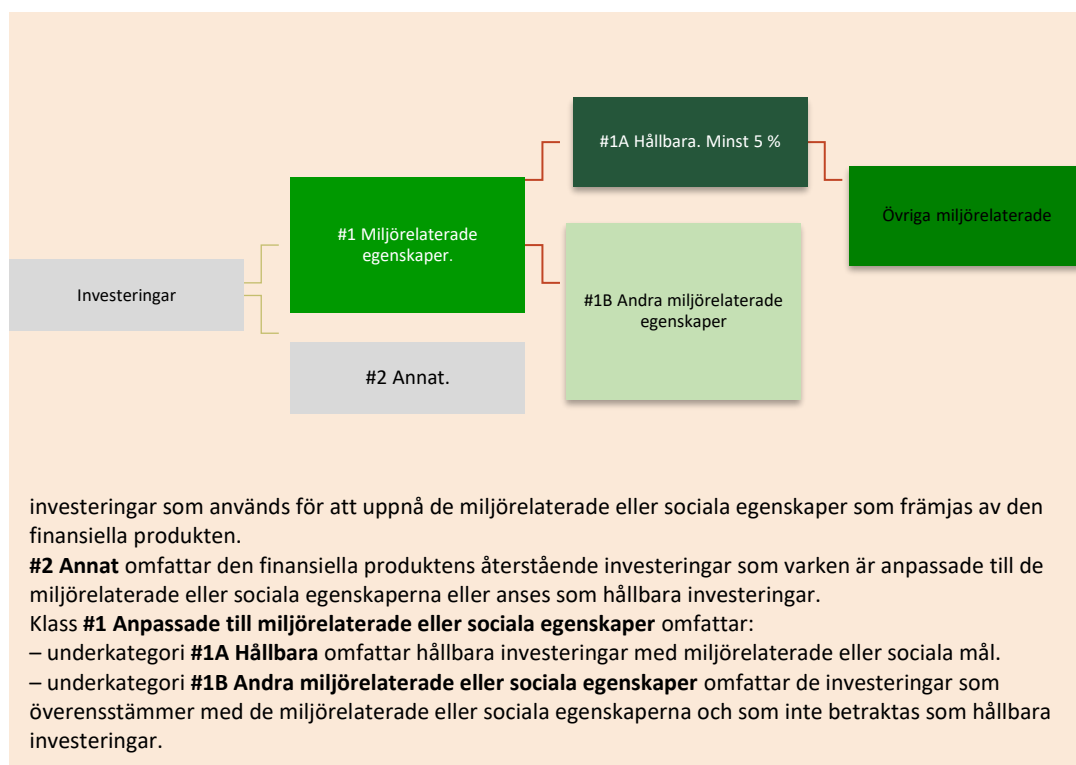 #1A Hållbara. Minst 5 %
Övriga miljörelaterade
#1 Miljörelaterade
egenskaper.
Investeringar
#1B Andra miljörelaterade
egenskaper
#2 Annat.
investeringar som används för att uppnå de miljörelaterade eller sociala egenskaper som främjas av den
finansiella produkten.
#2 Annat omfattar den finansiella produktens återstående investeringar som varken är anpassade till de
miljörelaterade eller sociala egenskaperna eller anses som hållbara investeringar.
Klass #1 Anpassade till miljörelaterade eller sociala egenskaper omfattar:
– underkategori #1A Hållbara omfattar hållbara investeringar med miljörelaterade eller sociala mål.
– underkategori #1B Andra miljörelaterade eller sociala egenskaper omfattar de investeringar som
överensstämmer med de miljörelaterade eller sociala egenskaperna och som inte betraktas som hållbara
investeringar.